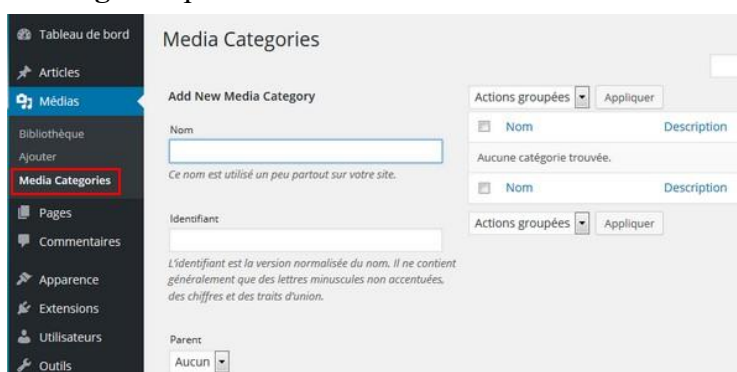 Tableau de bord
Articles
Médias
Bibliothèque
Ajouter
Media Categories
Pages
Commentaires
Apparence
Extensions
Utilisateurs
Outils
Media Categories
Add New Media Category
Nom
Ce nom est utilisé un peu partout sur votre site.
Identifiant
L'identifiant est la version normalisée du nom. Il ne contient
généralement que des lettres minuscules non accentuées,
des chiffres et des traits d'union.
Parent
Aucun
Actions groupées Appliquer
Nom Description
Aucune catégorie trouvée.
Nom Description
Actions groupées Appliquer